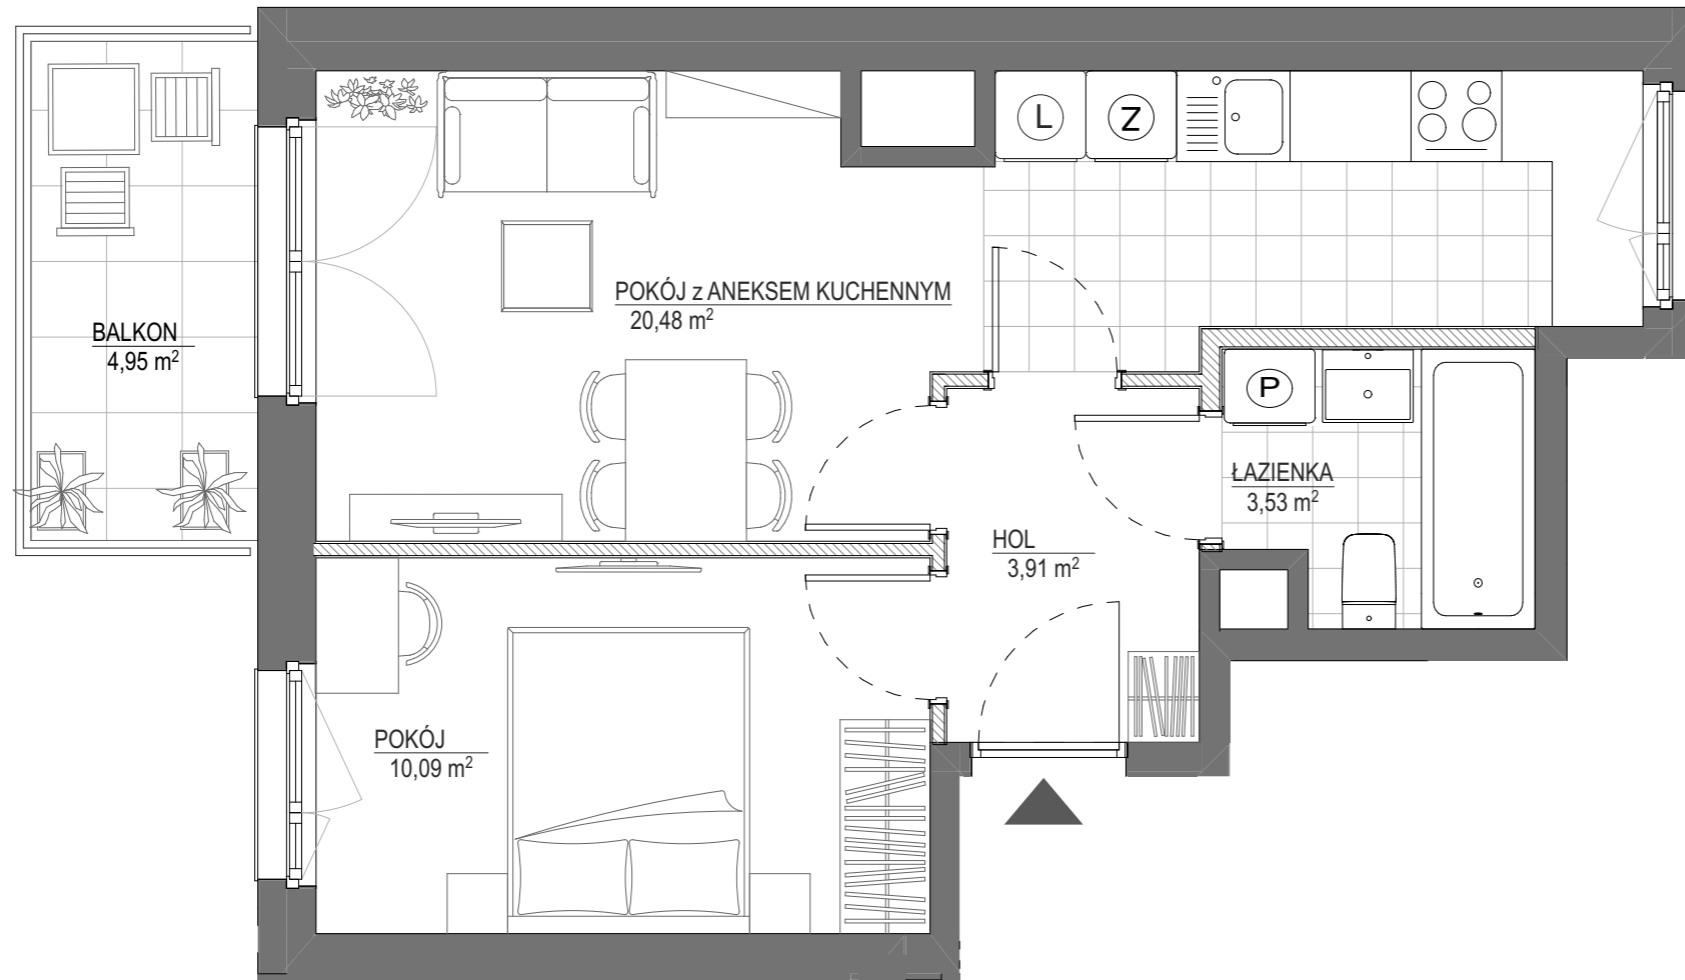 L
Z
POKÓJ z ANEKSEM KUCHENNYM
20,48 m²
BALKON
4,95 m²
P
ŁAZIENKA
3,53 m²
HOL
3,91 m²
POKÓJ
10,09 m²